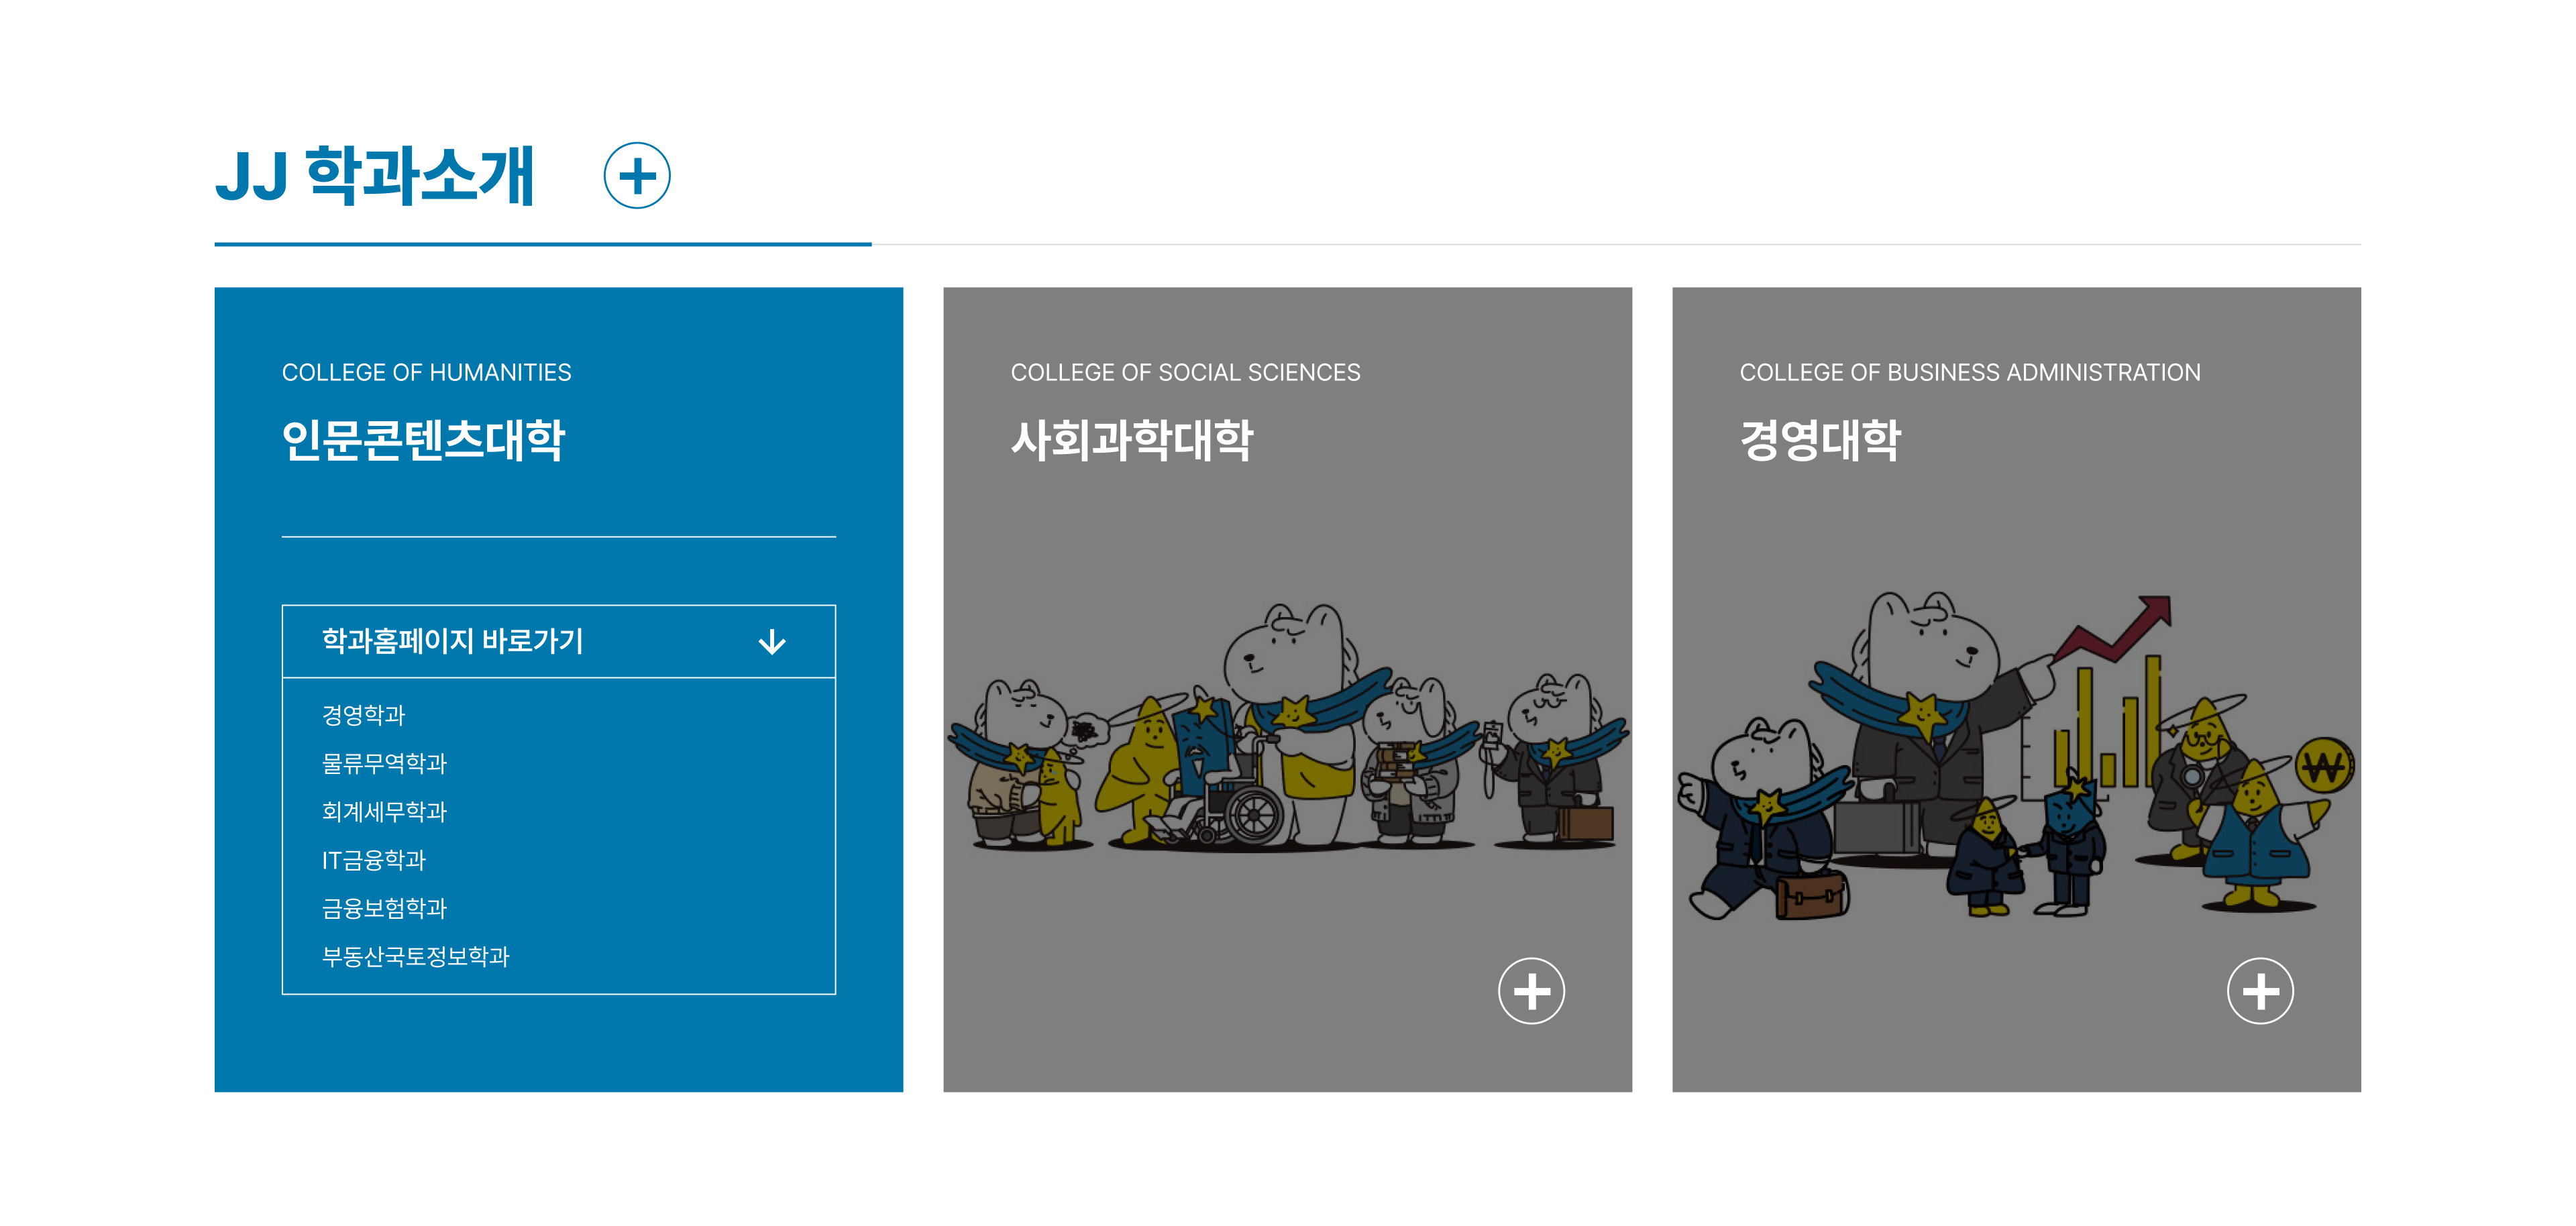 JJ 학과소개
COLLEGE OF HUMANITIES
인문콘텐츠대학
학과홈페이지 바로가기
경영학과
물류무역학과
회계세무학과
IT금융학과
금융보험학과
부동산국토정보학과
COLLEGE OF SOCIAL SCIENCES
사회과학대학
COLLEGE OF BUSINESS ADMINISTRATION
경영대학
₩